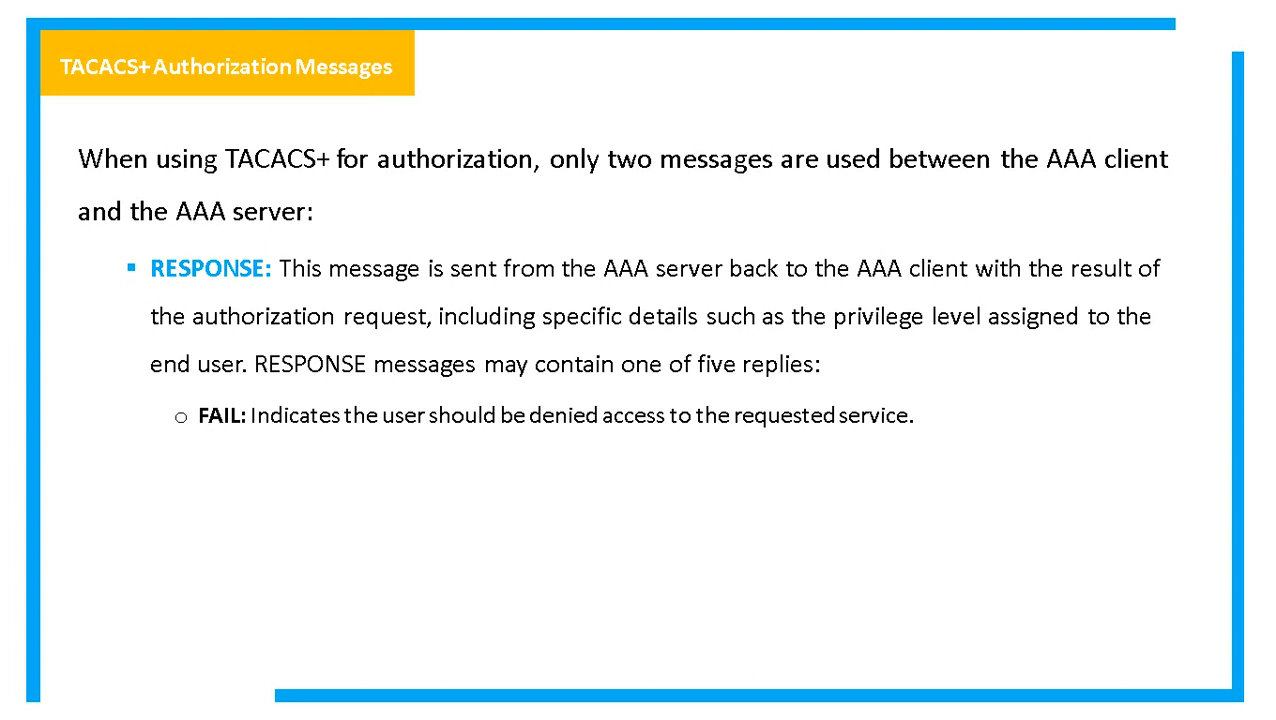 TACACS+ Authorization Messages
When using TACACS+ for authorization, only two messages are used between the AAA client
and the AAA server:
▪ RESPONSE: This message is sent from the AAA server back to the AAA client with the result of
the authorization request, including specific details such as the privilege level assigned to the
end user. RESPONSE messages may contain one of five replies:
o FAIL: Indicates the user should be denied access to the requested service.